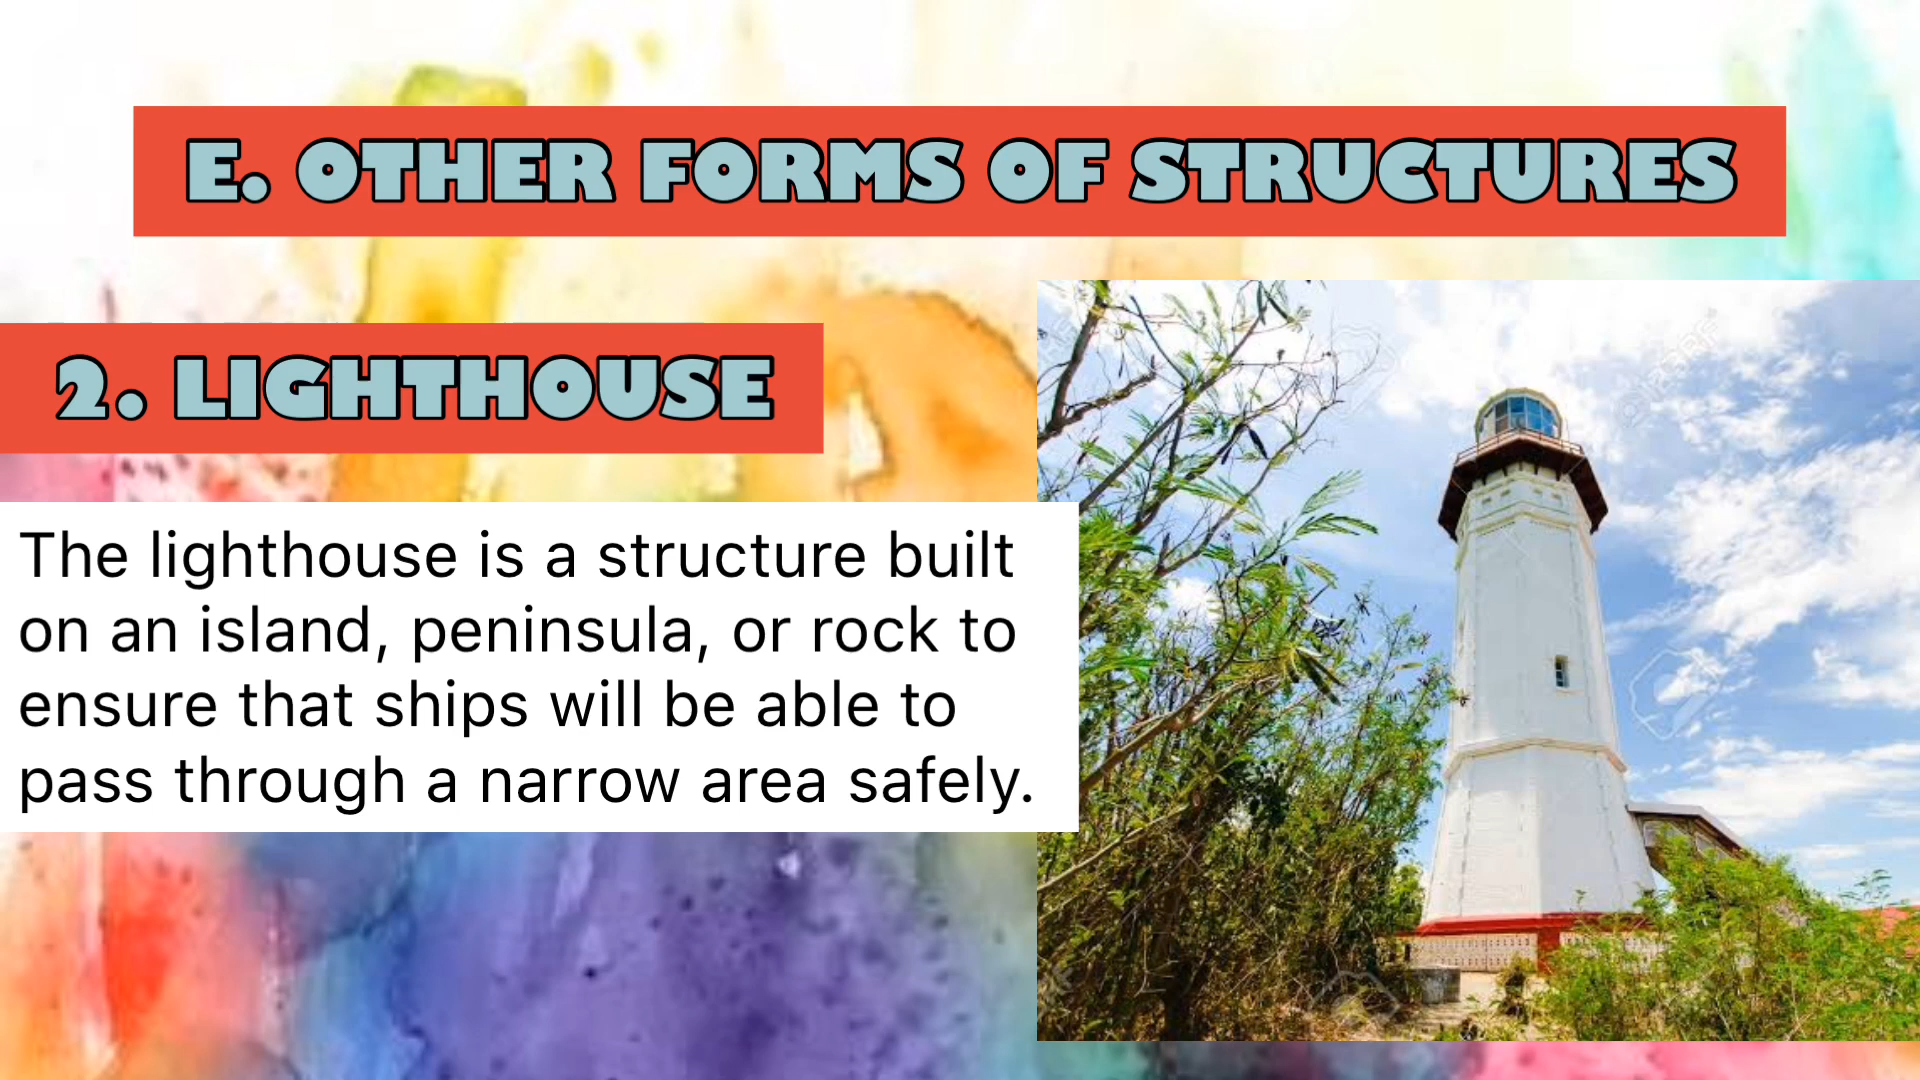 E. OTHER FORMS OF STRUCTURES
2. LIGHTHOUSE
The lighthouse is a structure built
on an island, peninsula, or rock to
ensure that ships will be able to
pass through a narrow area safely.